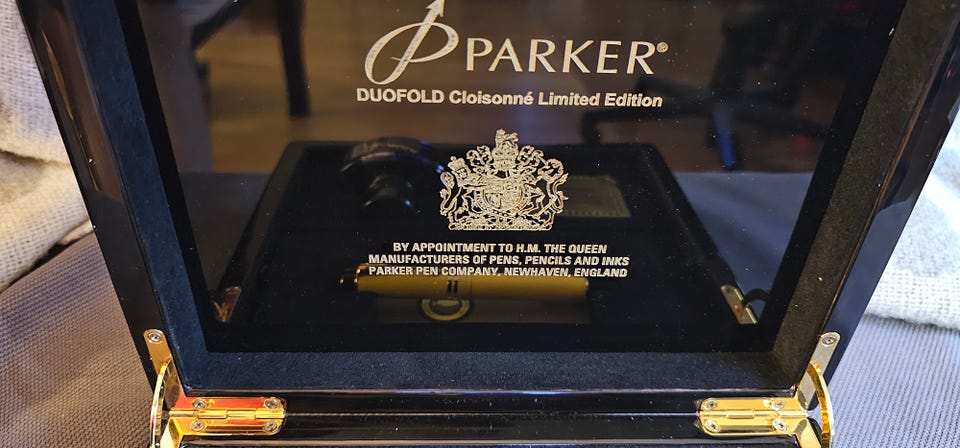 PARKER®
DUOFOLD Cloisonné Limited Edition
BY APPOINTMENT TO H.M. THE QUEEN
MANUFACTURERS OF PENS, PENCILS AND INKS
PARKER PEN COMPANY, NEWHAVEN, ENGLAND